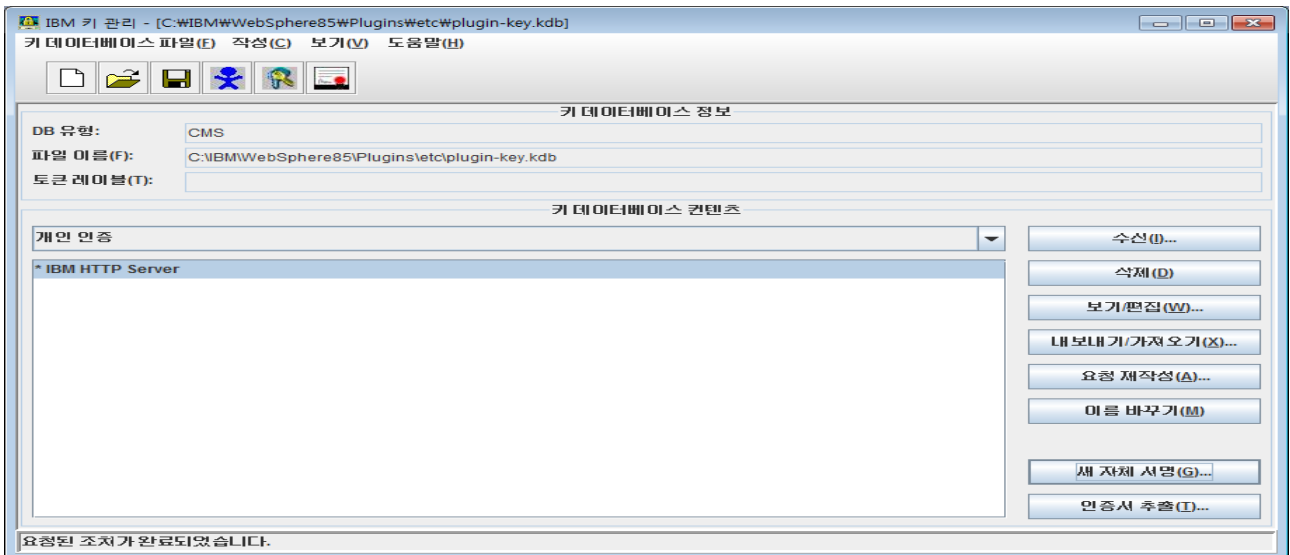 IBM 키 관리 - [C:₩IBM₩WebSphere85₩Plugins₩etc₩plugin-key.kdb]
키 데이터베이스 파일(F) 작성(C) 보기(V) 도움말(H)
키 데이터베이스 정보
DB 유형: CMS
파일 이름(F): C:\IBM\WebSphere85\Plugins\etc\plugin-key.kdb
토큰 레이블(T):
키 데이터베이스 컨텐츠
개인 인증
수신(I)...
* IBM HTTP Server
삭제(D)
보기/편집(W)...
내보내기/가져오기(X)...
요청 재작성(A)...
이름 바꾸기(M)
새 자체 서명(G)...
인증서 추출(T)...
요청된 조치가 완료되었습니다.